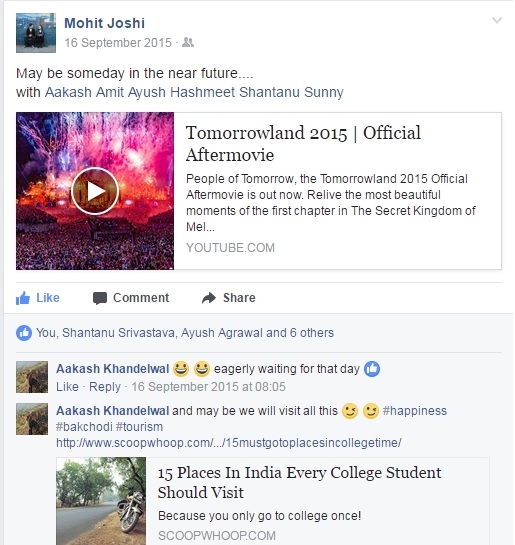 Mohit Joshi
16 September 2015 ·
May be someday in the near future....
with Aakash Amit Ayush Hashmeet Shantanu Sunny
Tomorrowland 2015 | Official
Aftermovie
People of Tomorrow, the Tomorrowland 2015 Official
Aftermovie is out now. Relive the most beautiful
moments of the first chapter in The Secret Kingdom of
Mel...
YOUTUBE.COM
Like Comment Share
You, Shantanu Srivastava, Ayush Agrawal and 6 others
Aakash Khandelwal 😀 😀 eagerly waiting for that day 👍
Like · Reply · 16 September 2015 at 08:05
Aakash Khandelwal and may be we will visit all this 😉 😉 #happiness
#bakchodi #tourism
http://www.scoopwhoop.com/.../15mustgotoplacesincollegetime/
15 Places In India Every College Student
Should Visit
Because you only go to college once!
SCOOPWHOOP.COM